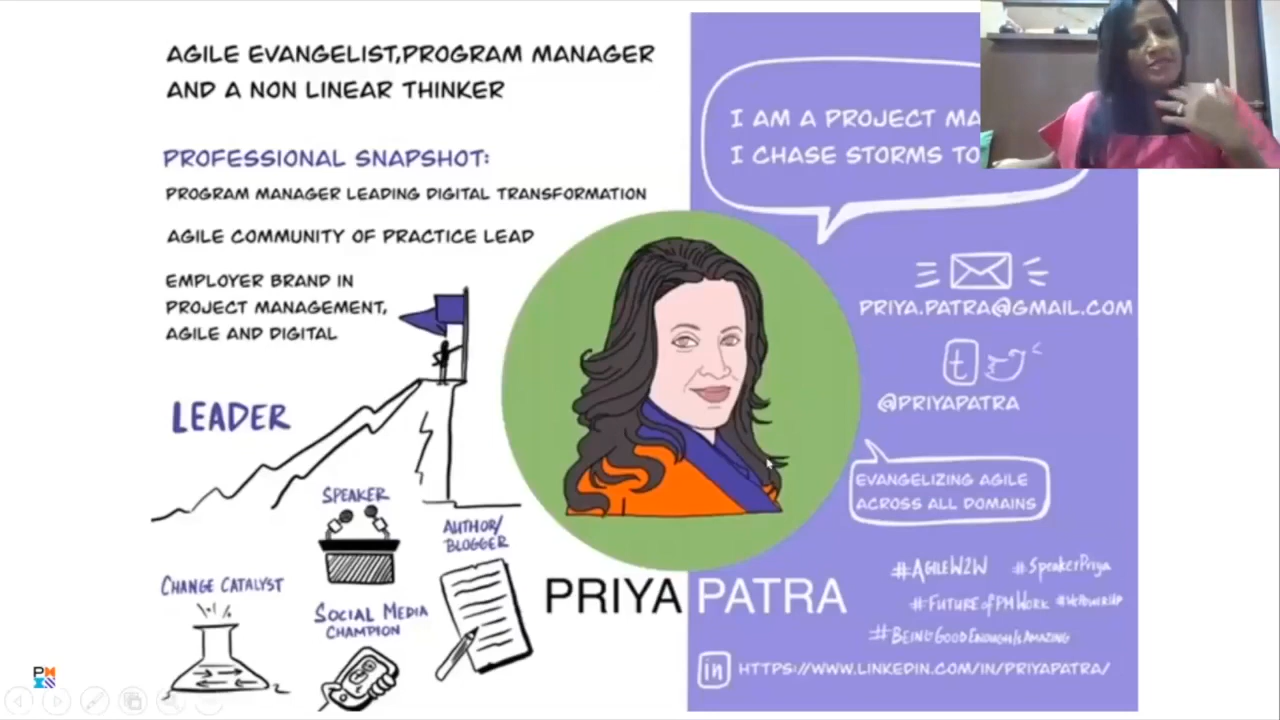 AGILE EVANGELIST,PROGRAM MANAGER
AND A NON LINEAR THINKER
PROFESSIONAL SNAPSHOT:
PROGRAM MANAGER LEADING DIGITAL TRANSFORMATION
AGILE COMMUNITY OF PRACTICE LEAD
EMPLOYER BRAND IN
PROJECT MANAGEMENT,
AGILE AND DIGITAL
LEADER
SPEAKER
AUTHOR/
BLOGGER
CHANGE CATALYST
SOCIAL MEDIA
CHAMPION
I AM A PROJECT MA
I CHASE STORMS TO
PRIYA.PATRA@GMAIL.COM
t
@PRIYAPATRA
EVANGELIZING AGILE
ACROSS ALL DOMAINS
PRIYA PATRA
#AGILEW2W #SpeakerPriya
#FUTUREofPMWORK
#BEINGGOODENOUGHISAMAZING
in HTTPS://WWW.LINKEDIN.COM/IN/PRIYAPATRA/
PM